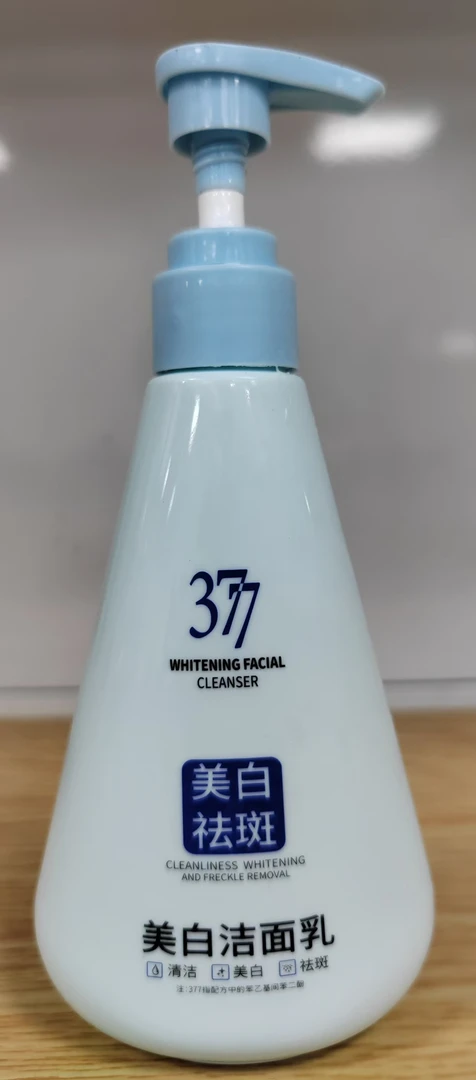 377
WHITENING FACIAL
CLEANSER
美白
祛斑
CLEANLINESS WHITENING
AND FRECKLE REMOVAL
美白洁面乳
清洁 美白 祛斑
注:377指配方中的苯乙基间苯二酚